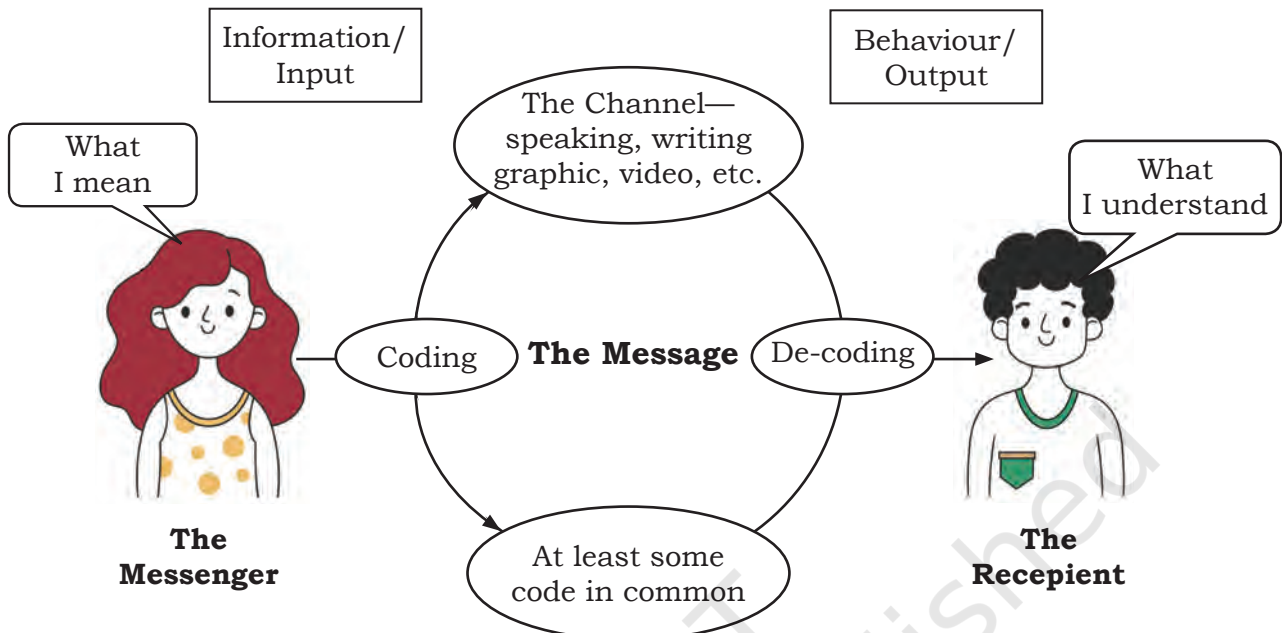 Information/
Input
Behaviour/
Output
The Channel—
speaking, writing
graphic, video, etc.
What
I mean
What
I understand
Coding
The Message
De-coding
The
Messenger
At least some
code in common
The
Recepient